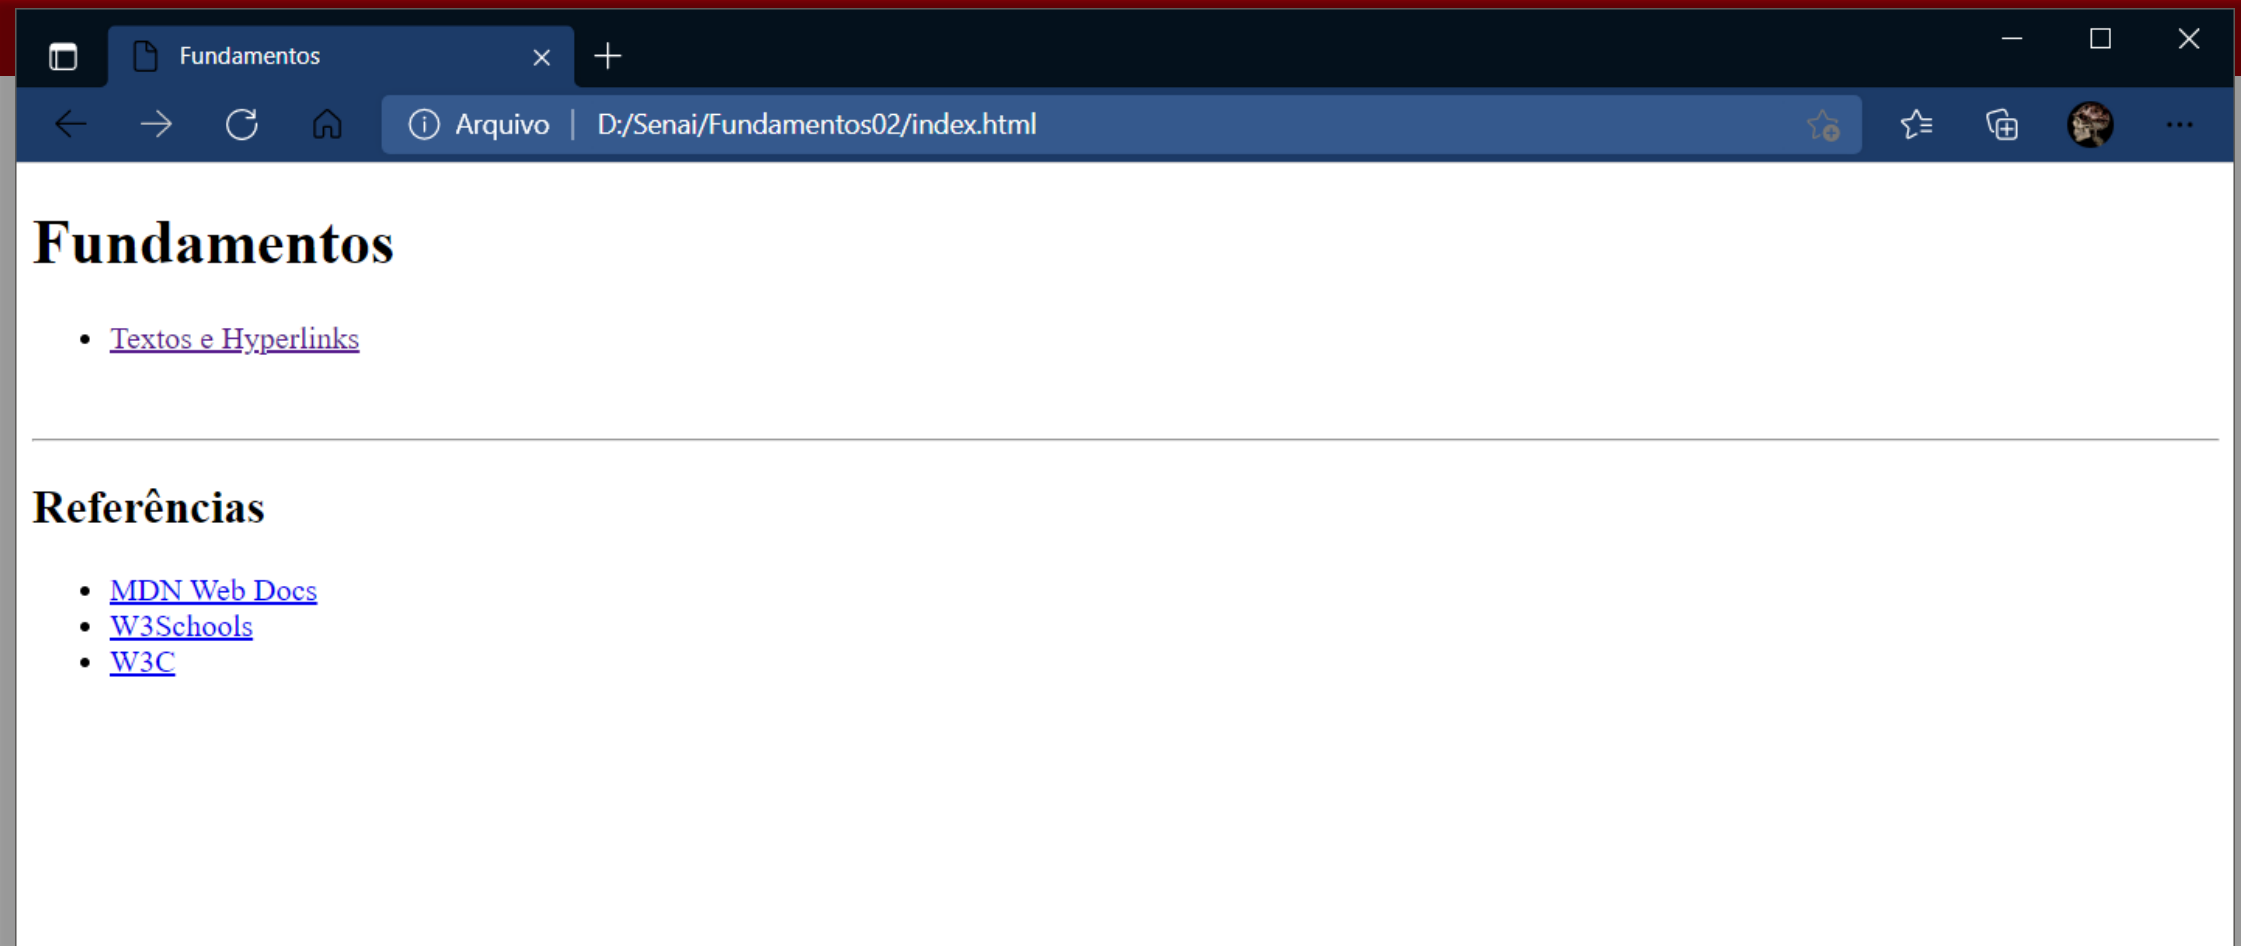 Fundamentos
Arquivo | D:/Senai/Fundamentos02/index.html
Fundamentos
Textos e Hyperlinks
Referências
MDN Web Docs
W3Schools
W3C